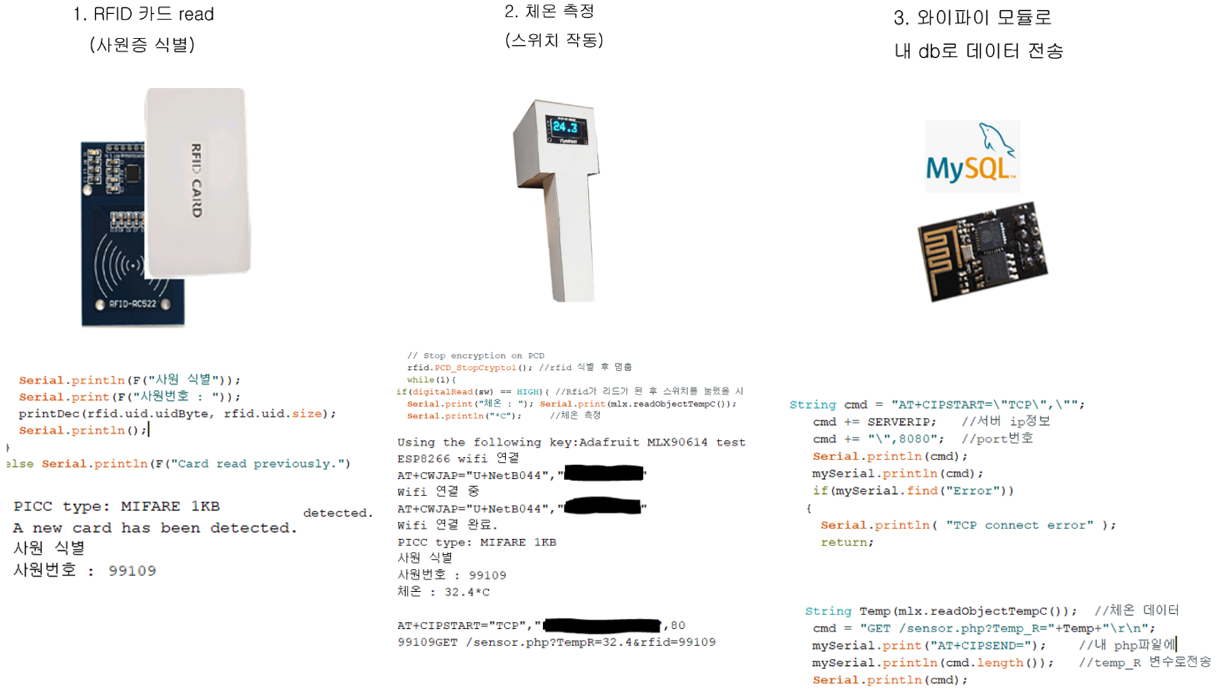 1. RFID 카드 read
(사원증 식별)
RFID CARD
RFID-RC522
Serial.println(F("사원 식별"));
Serial.print(F("사원번호 : "));
printDec(rfid.uid.uidByte, rfid.uid.size);
Serial.println();
}
else Serial.println(F("Card read previously.")
PICC type: MIFARE 1KB
detected.
A new card has been detected.
사원 식별
사원번호 : 99109
2. 체온 측정
(스위치 작동)
24.3
// Stop encryption on PCD
rfid.PCD_StopCrypto1(); //rfid 식별 후 멈춤
while(1){
if(digitalRead(sw) == HIGH){ //Rfid가 리드가 된 후 스위치를 눌렀을 시
Serial.print("체온 : "); Serial.print(mlx.readObjectTempC());
Serial.println("*C"); //체온 측정
Using the following key:Adafruit MLX90614 test
ESP8266 wifi 연결
AT+CWJAP="U+NetB044","
"
Wifi 연결 중
AT+CWJAP="U+NetB044","
"
Wifi 연결 완료.
PICC type: MIFARE 1KB
사원 식별
사원번호 : 99109
체온 : 32.4*C
AT+CIPSTART="TCP","
",80
99109GET /sensor.php?TempR=32.4&rfid=99109
3. 와이파이 모듈로
내 db로 데이터 전송
MySQL
String cmd = "AT+CIPSTART=\"TCP\",\"";
cmd += SERVERIP; //서버 ip정보
cmd += "\",8080"; //port번호
Serial.println(cmd);
mySerial.println(cmd);
if(mySerial.find("Error"))
{
Serial.println( "TCP connect error" );
return;
String Temp(mlx.readObjectTempC()); //체온 데이터
cmd = "GET /sensor.php?Temp_R="+Temp+"\r\n";
mySerial.print("AT+CIPSEND="); //내 php파일에
mySerial.println(cmd.length()); //temp_R 변수로전송
Serial.println(cmd);